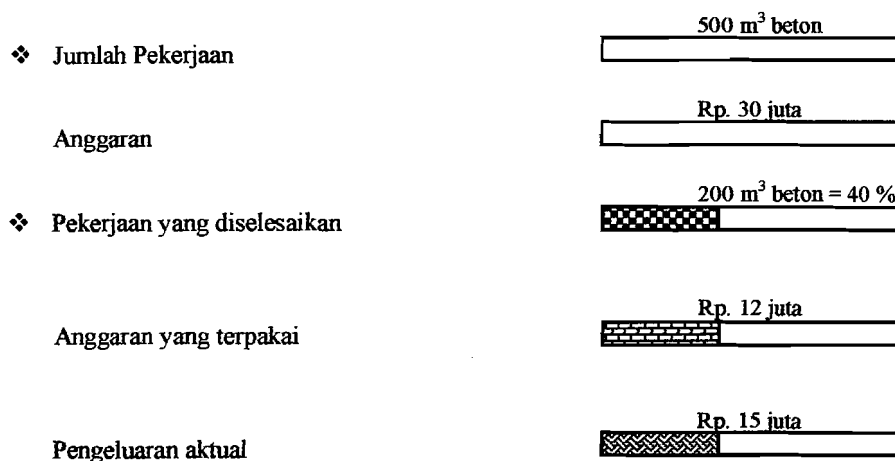 500 m³ beton
❖ Jumlah Pekerjaan
Rp. 30 juta
Anggaran
200 m³ beton = 40 %
❖ Pekerjaan yang diselesaikan
Rp. 12 juta
Anggaran yang terpakai
Rp. 15 juta
Pengeluaran aktual